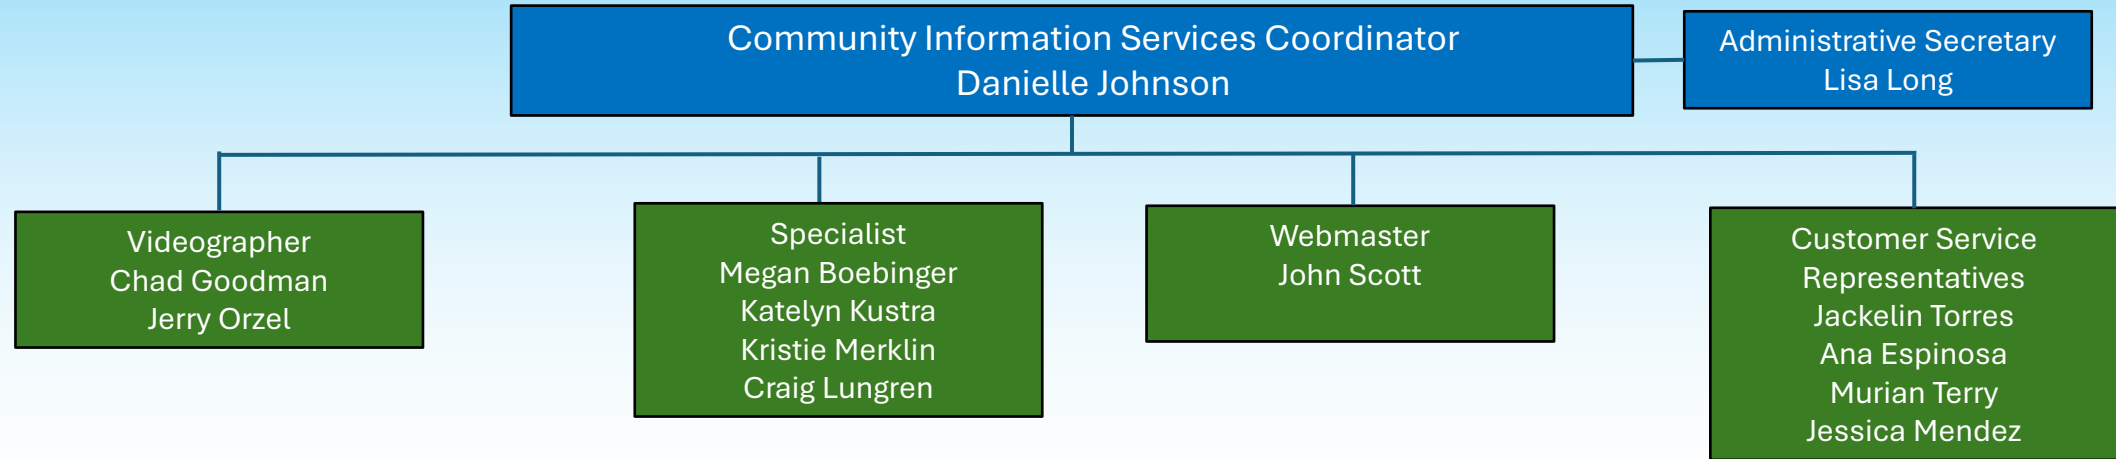 Community Information Services Coordinator
Danielle Johnson
Administrative Secretary
Lisa Long
Videographer
Chad Goodman
Jerry Orzel
Specialist
Megan Boebinger
Katelyn Kustra
Kristie Merklin
Craig Lungren
Webmaster
John Scott
Customer Service
Representatives
Jackelin Torres
Ana Espinosa
Murian Terry
Jessica Mendez